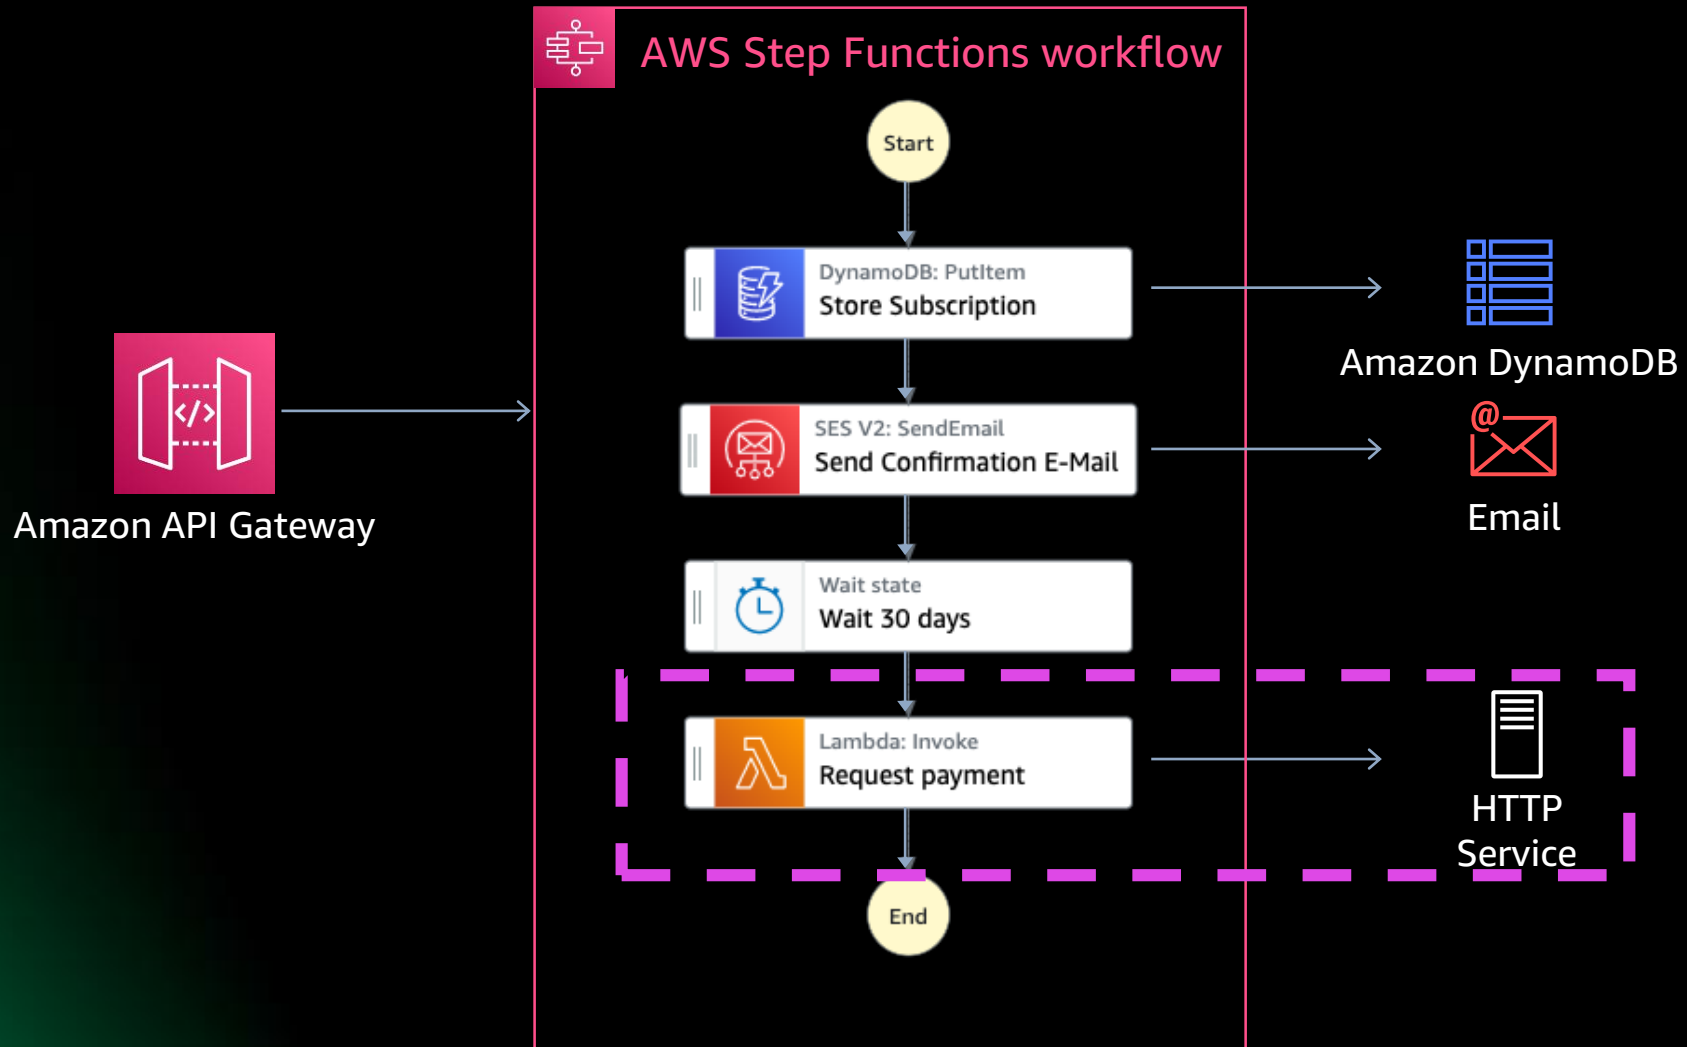 AWS Step Functions workflow
Start
DynamoDB: PutItem
Store Subscription
Amazon DynamoDB
</>
SES V2: SendEmail
Send Confirmation E-Mail
@
Email
Amazon API Gateway
Wait state
Wait 30 days
Lambda: Invoke
Request payment
HTTP
Service
End